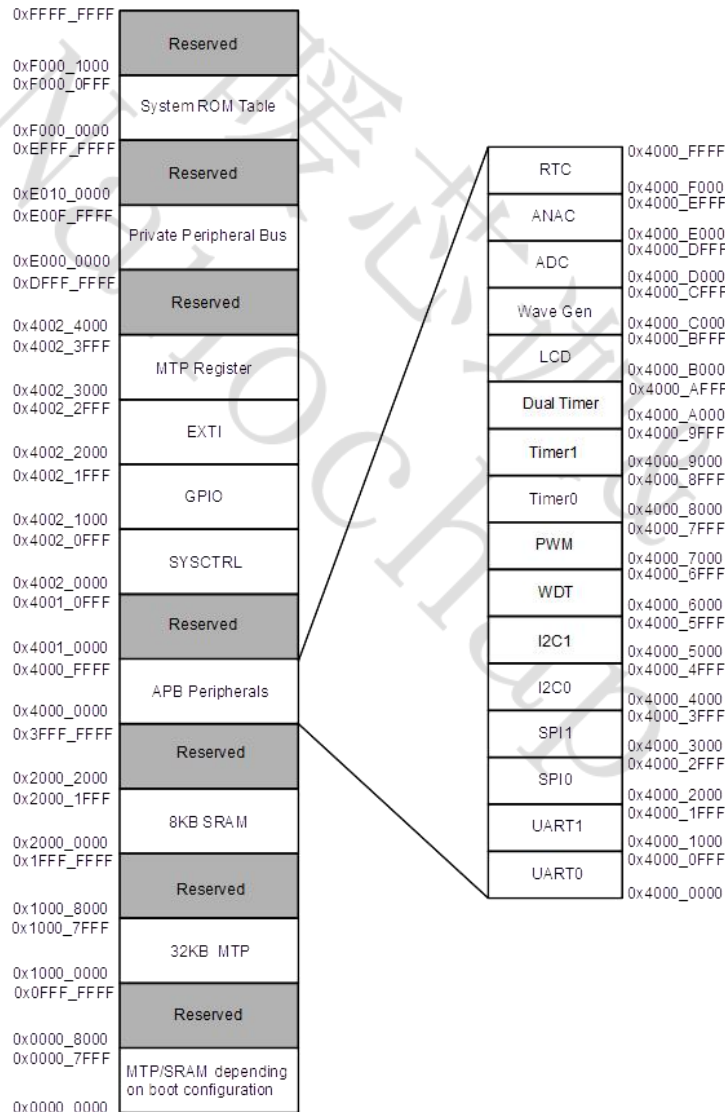 0xFFFF_FFFF
Reserved
0xF000_1000
0xF000_0FFF
System ROM Table
0xF000_0000
0xEFFF_FFFF
Reserved
0xE010_0000
0xE00F_FFFF
Private Peripheral Bus
0xE000_0000
0xDFFF_FFFF
Reserved
0x4002_4000
0x4002_3FFF
MTP Register
0x4002_3000
0x4002_2FFF
EXTI
0x4002_2000
0x4002_1FFF
GPIO
0x4002_1000
0x4002_0FFF
SYSCTRL
0x4002_0000
0x4001_0FFF
Reserved
0x4001_0000
0x4000_FFFF
APB Peripherals
0x4000_0000
0x3FFF_FFFF
Reserved
0x2000_2000
0x2000_1FFF
8KB SRAM
0x2000_0000
0x1FFF_FFFF
Reserved
0x1000_8000
0x1000_7FFF
32KB MTP
0x1000_0000
0x0FFF_FFFF
Reserved
0x0000_8000
0x0000_7FFF
MTP/SRAM depending
on boot configuration
0x0000_0000
0x4000_FFFF
RTC
0x4000_F000
0x4000_EFFF
ANAC
0x4000_E000
0x4000_DFFF
ADC
0x4000_D000
0x4000_CFFF
Wave Gen
0x4000_C000
0x4000_BFFF
LCD
0x4000_B000
0x4000_AFFF
Dual Timer
0x4000_A000
0x4000_9FFF
Timer1
0x4000_9000
0x4000_8FFF
Timer0
0x4000_8000
0x4000_7FFF
PWM
0x4000_7000
0x4000_6FFF
WDT
0x4000_6000
0x4000_5FFF
I2C1
0x4000_5000
0x4000_4FFF
I2C0
0x4000_4000
0x4000_3FFF
SPI1
0x4000_3000
0x4000_2FFF
SPI0
0x4000_2000
0x4000_1FFF
UART1
0x4000_1000
0x4000_0FFF
UART0
0x4000_0000
Nanochap